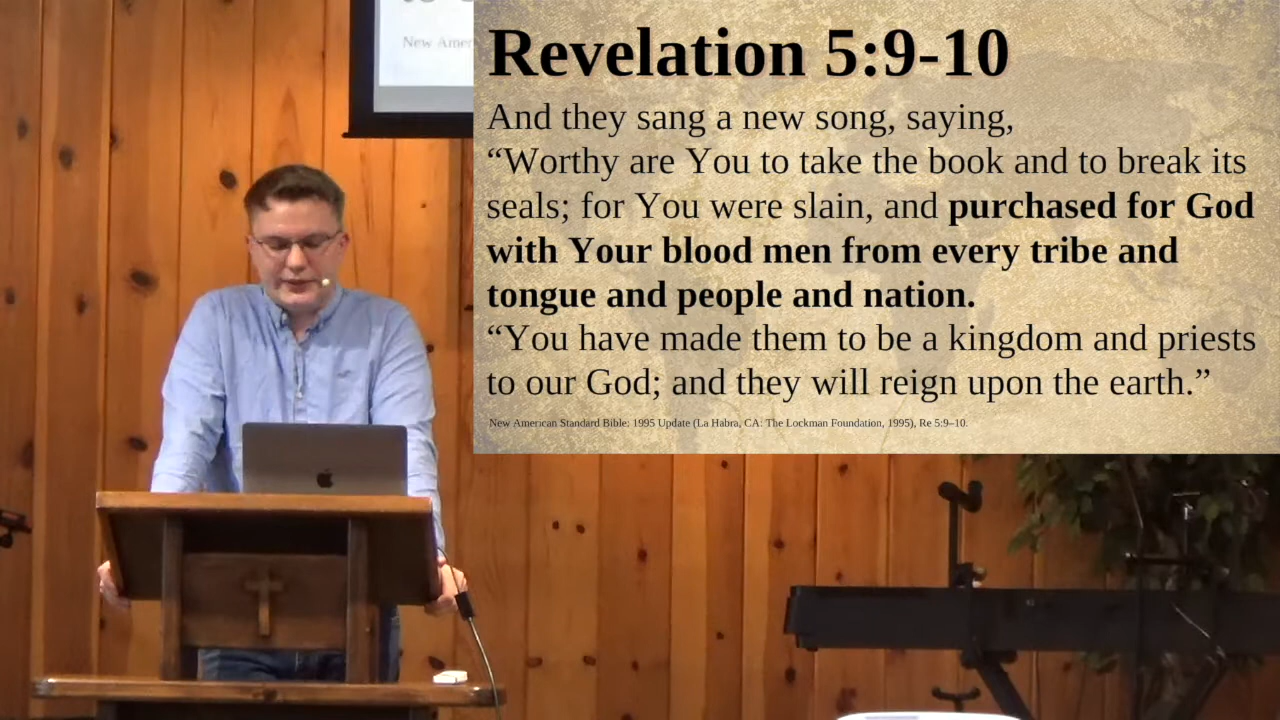 New Amer
Revelation 5:9-10
And they sang a new song, saying,
“Worthy are You to take the book and to break its
seals; for You were slain, and purchased for God
with Your blood men from every tribe and
tongue and people and nation.
“You have made them to be a kingdom and priests
to our God; and they will reign upon the earth.”
New American Standard Bible: 1995 Update (La Habra, CA: The Lockman Foundation, 1995), Re 5:9–10.